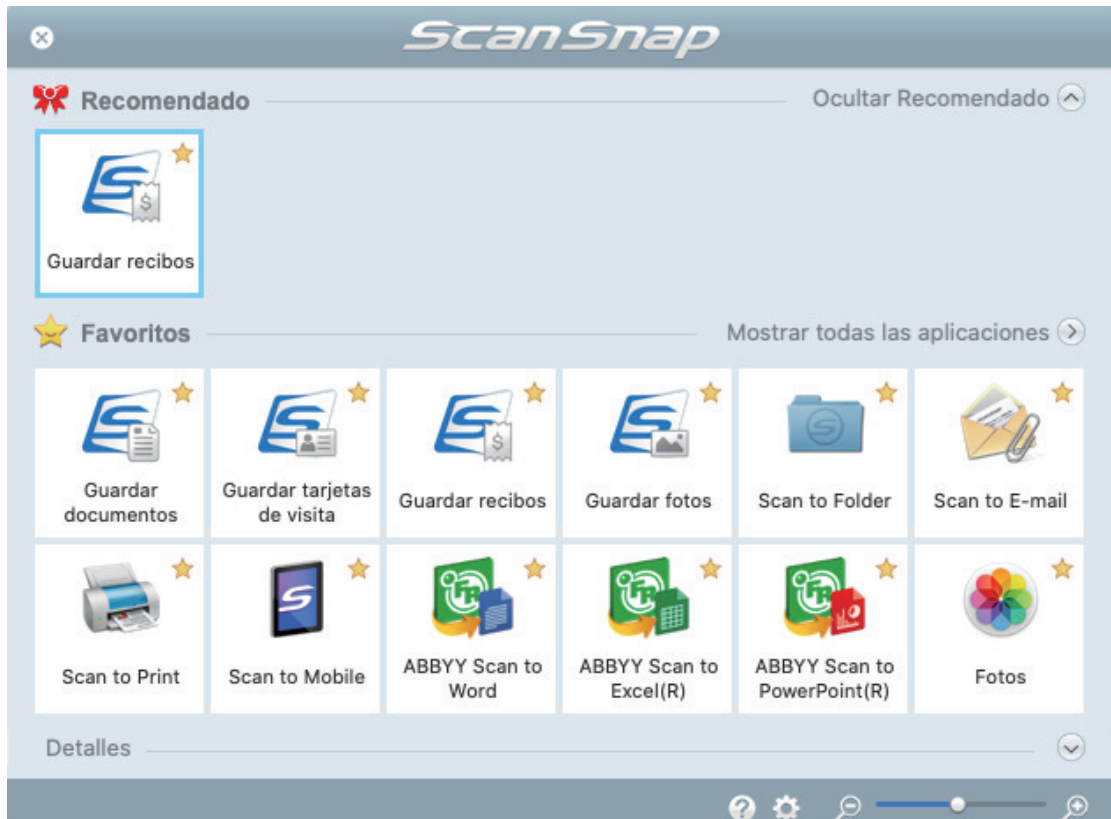 ScanSnap
Recomendado
Ocultar Recomendado
Guardar recibos
Favoritos
Mostrar todas las aplicaciones
Guardar
documentos
Guardar tarjetas
de visita
Guardar recibos
Guardar fotos
Scan to Folder
Scan to E-mail
Scan to Print
Scan to Mobile
ABBYY Scan to
Word
ABBYY Scan to
Excel(R)
ABBYY Scan to
PowerPoint(R)
Fotos
Detalles